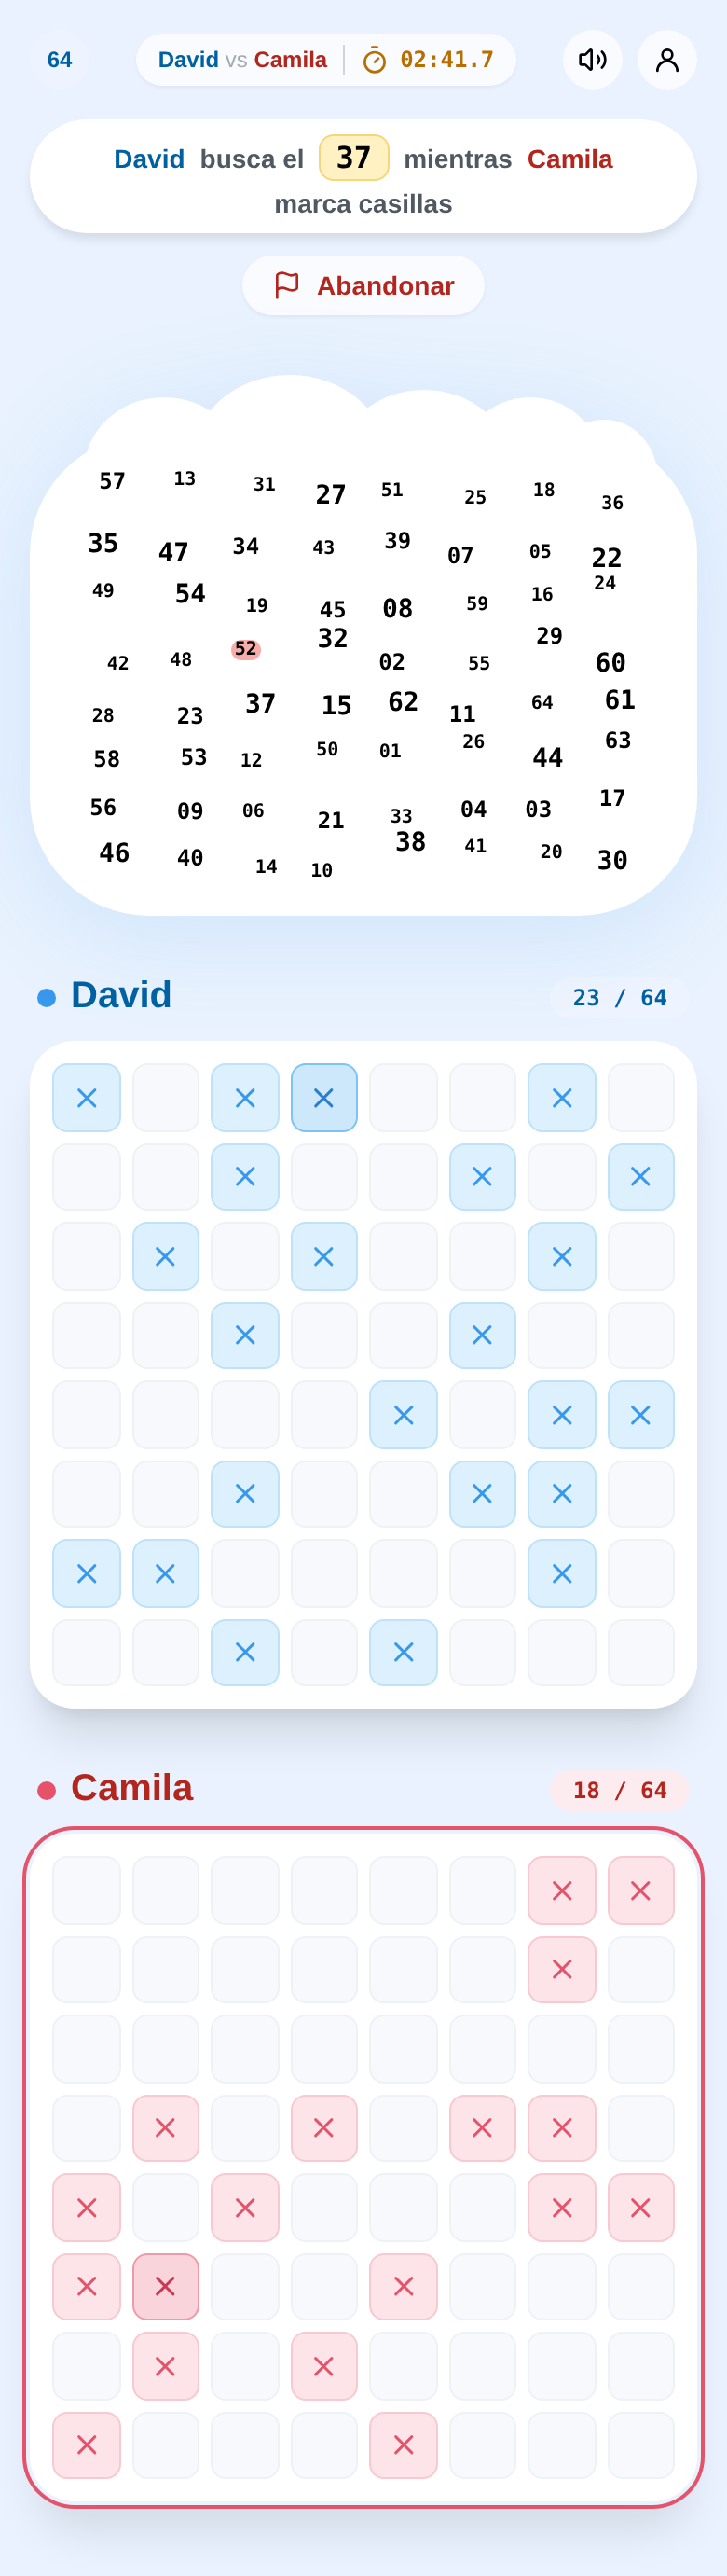 64 David vs Camila 02:41.7
David busca el 37 mientras Camila
marca casillas
Abandonar
57 13 31 27 51 25 18 36
35 47 34 43 39 07 05 22
49 54 19 45 08 59 16 24
42 48 52 32 02 55 29 60
28 23 37 15 62 11 64 61
58 53 12 50 01 26 44 63
56 09 06 21 33 04 03 17
46 40 14 10 38 41 20 30
David 23 / 64
Camila 18 / 64